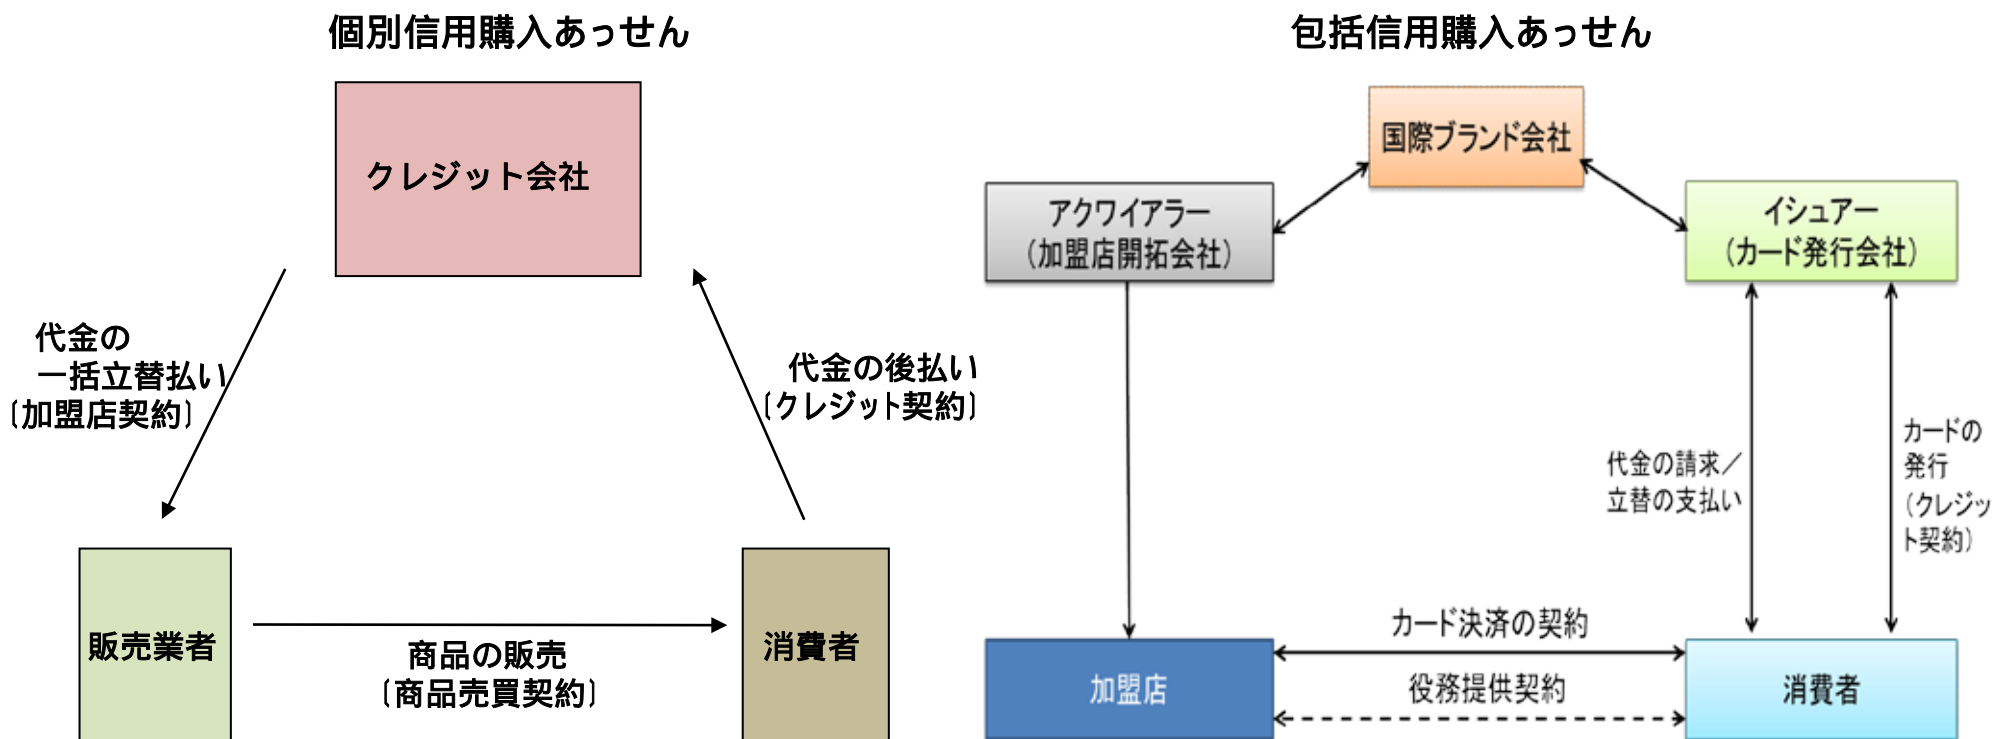 個別信用購入あっせん
クレジット会社
代金の
一括立替払い
〔加盟店契約〕
代金の後払い
〔クレジット契約〕
販売業者
商品の販売
〔商品売買契約〕
消費者
包括信用購入あっせん
国際ブランド会社
アクワイアラー
（加盟店開拓会社）
イシュアー
（カード発行会社）
代金の請求／
立替の支払い
カードの
発行
（クレジッ
ト契約）
カード決済の契約
役務提供契約
加盟店
消費者